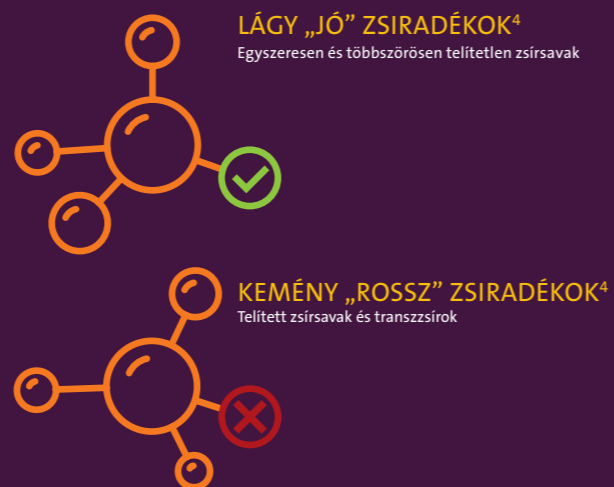 LÁGY „JÓ” ZSIRADÉKOK⁴
Egyszeresen és többszörösen telítetlen zsírsavak
KEMÉNY „ROSSZ” ZSIRADÉKOK⁴
Telített zsírsavak és transzzsírok